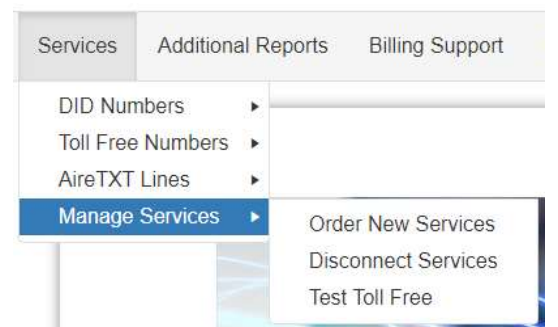 Services Additional Reports Billing Support
DID Numbers
Toll Free Numbers
AireTXT Lines
Manage Services
Order New Services
Disconnect Services
Test Toll Free